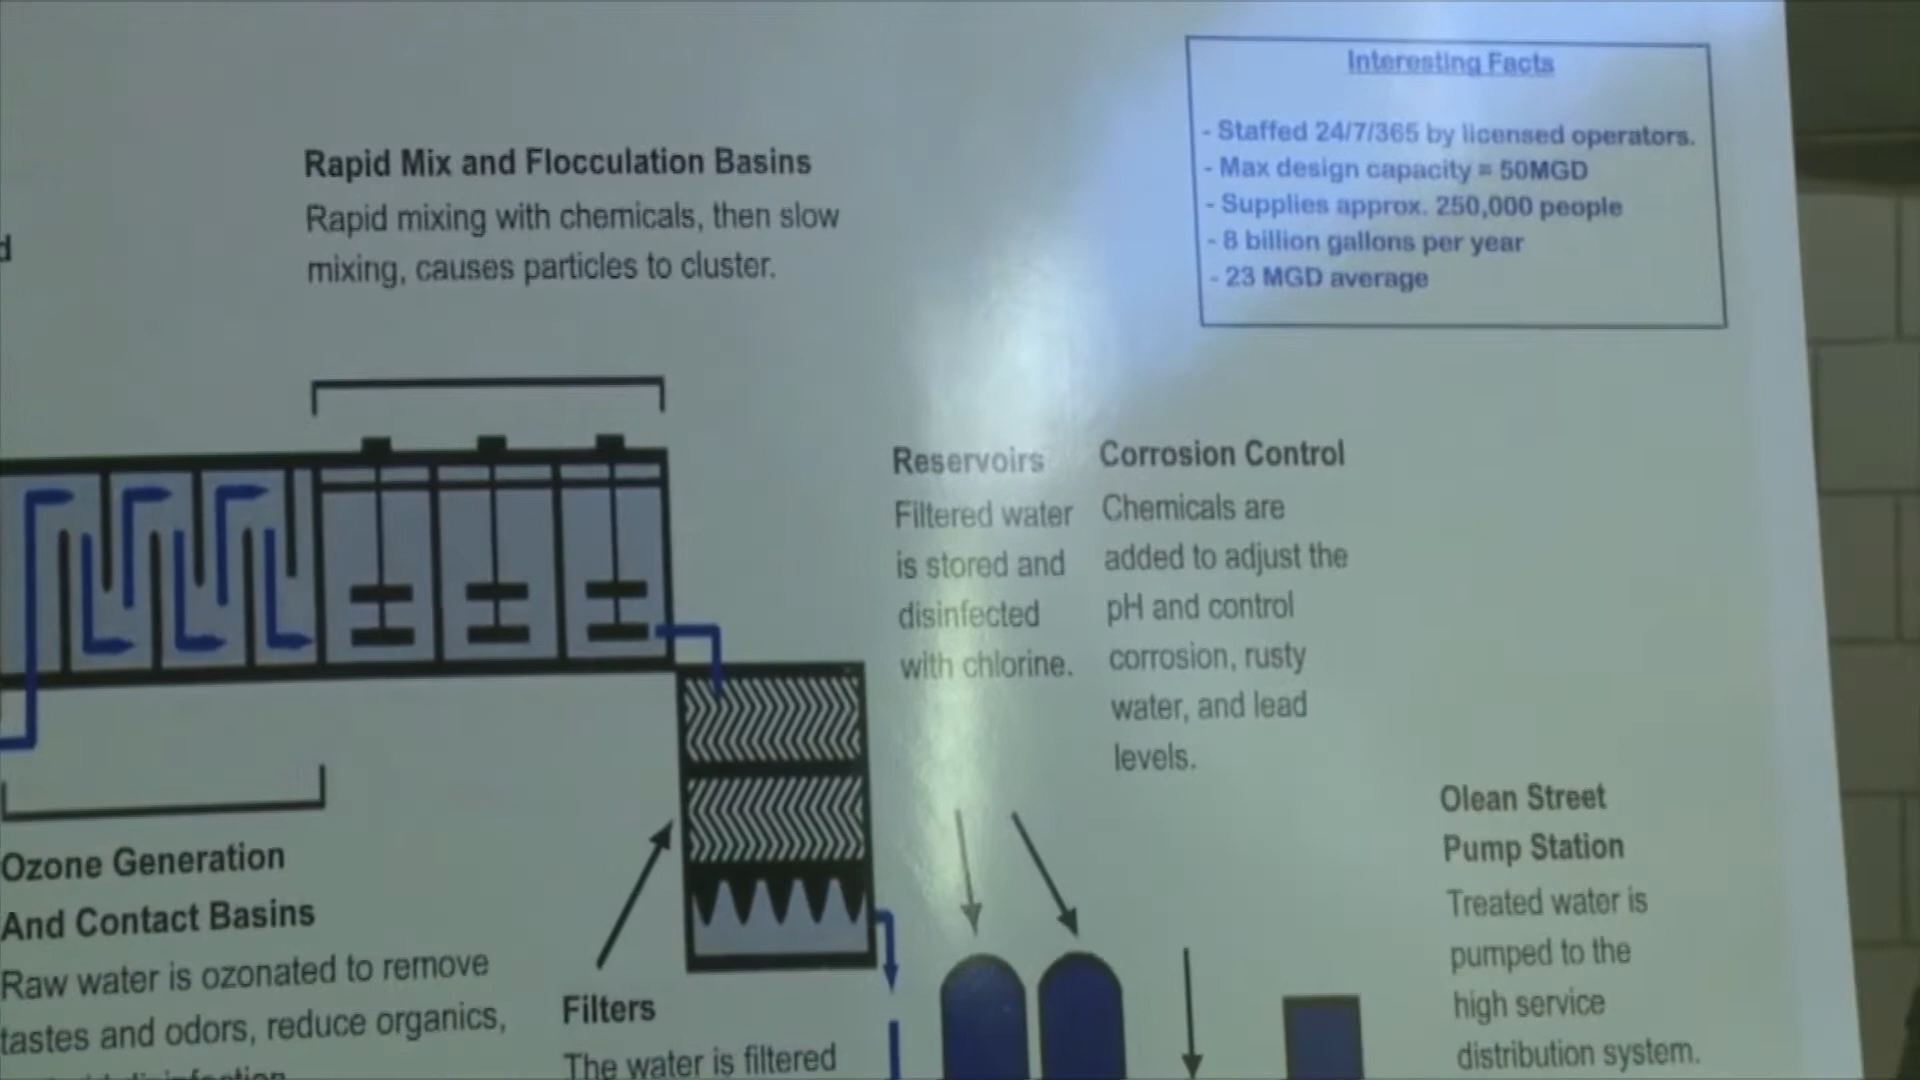 Interesting Facts
- Staffed 24/7/365 by licensed operators.
- Max design capacity = 50MGD
- Supplies approx. 250,000 people
- 8 billion gallons per year
- 23 MGD average
Rapid Mix and Flocculation Basins
Rapid mixing with chemicals, then slow
mixing, causes particles to cluster.
Reservoirs
Filtered water
is stored and
disinfected
with chlorine.
Corrosion Control
Chemicals are
added to adjust the
pH and control
corrosion, rusty
water, and lead
levels.
Ozone Generation
And Contact Basins
Raw water is ozonated to remove
tastes and odors, reduce organics,
Filters
The water is filtered
Olean Street
Pump Station
Treated water is
pumped to the
high service
distribution system.